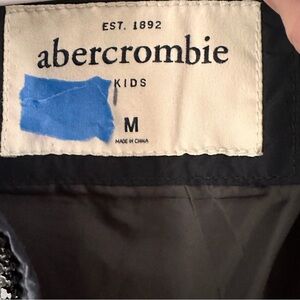 EST. 1892
abercrombie
KIDS
M
MADE IN CHINA